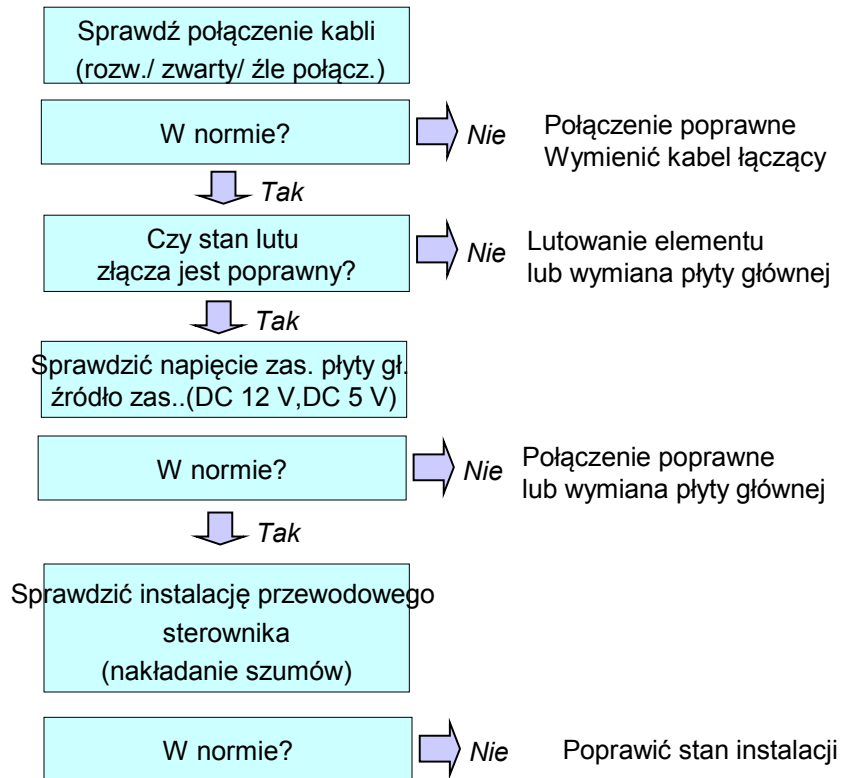 Sprawdź połączenie kabli
(rozw./ zwarty/ źle połącz.)
W normie?
Nie
Połączenie poprawne
Wymienić kabel łączący
Tak
Czy stan lutu
złącza jest poprawny?
Nie
Lutowanie elementu
lub wymiana płyty głównej
Tak
Sprawdzić napięcie zas. płyty gł.
źródło zas..(DC 12 V,DC 5 V)
W normie?
Nie
Połączenie poprawne
lub wymiana płyty głównej
Tak
Sprawdzić instalację przewodowego
sterownika
(nakładanie szumów)
W normie?
Nie
Poprawić stan instalacji